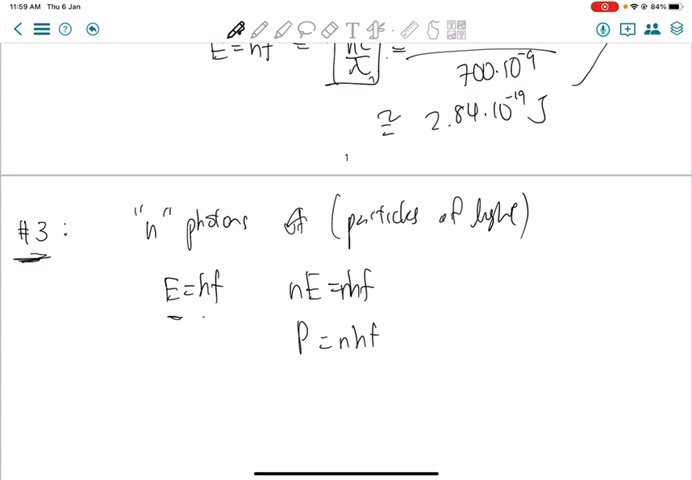 11:59 AM Thu 6 Jan
84%
E=hf = hc/λ =
700·10⁻⁹
≅ 2.84·10⁻¹⁹ J
1
#3: "n" photons (particles of light)
E=hf nE=nhf
P=nhf